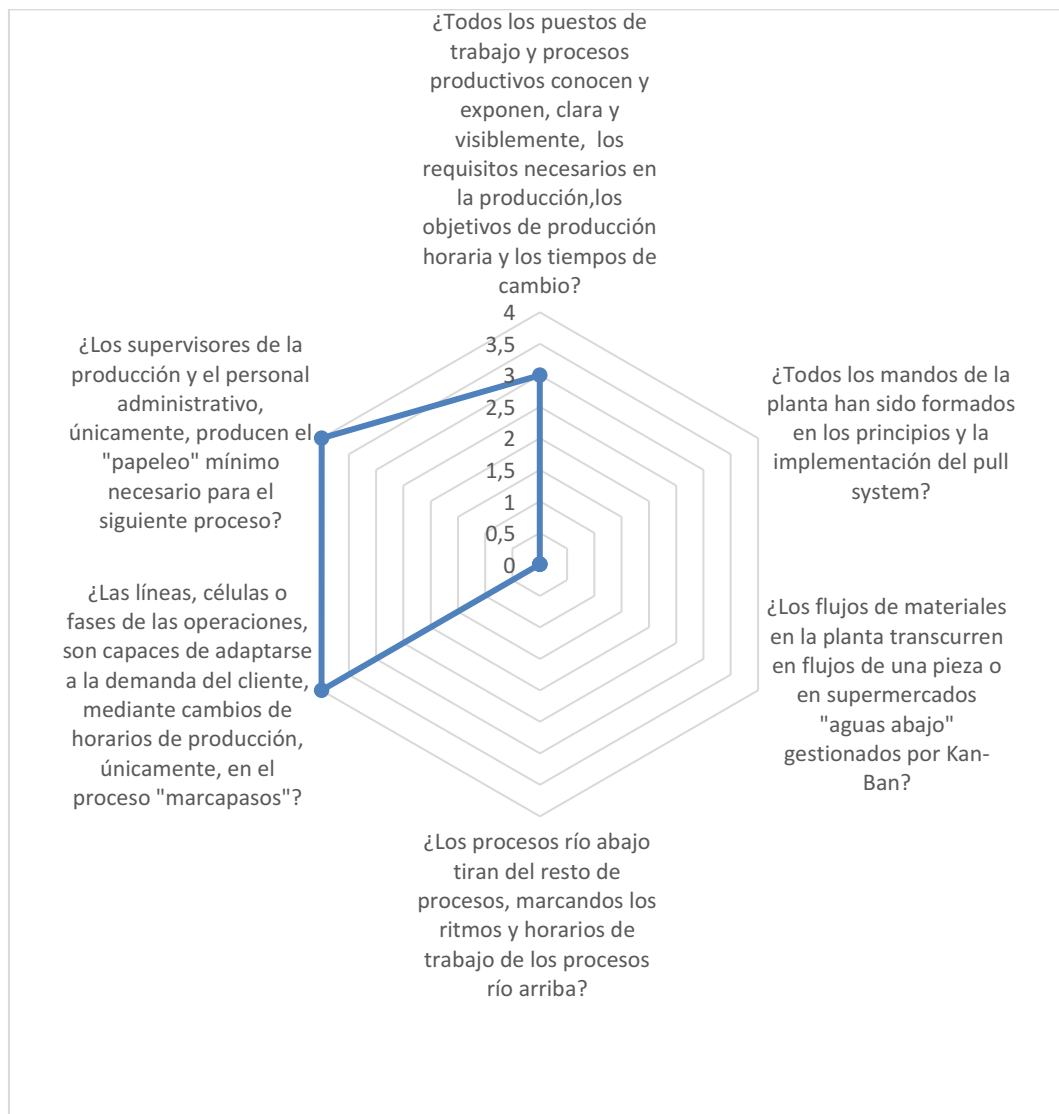 ¿Todos los puestos de
trabajo y procesos
productivos conocen y
exponen, clara y
visiblemente,  los
requisitos necesarios en
la producción,los
objetivos de producción
horaria y los tiempos de
cambio?
4
3,5
3
2,5
2
1,5
1
0,5
0
¿Todos los mandos de la
planta han sido formados
en los principios y la
implementación del pull
system?
¿Los flujos de materiales
en la planta transcurren
en flujos de una pieza o
en supermercados
"aguas abajo"
gestionados por Kan-
Ban?
¿Los procesos río abajo
tiran del resto de
procesos, marcandos los
ritmos y horarios de
trabajo de los procesos
río arriba?
¿Las líneas, células o
fases de las operaciones,
son capaces de adaptarse
a la demanda del cliente,
mediante cambios de
horarios de producción,
únicamente, en el
proceso "marcapasos"?
¿Los supervisores de la
producción y el personal
administrativo,
únicamente, producen el
"papeleo" mínimo
necesario para el
siguiente proceso?